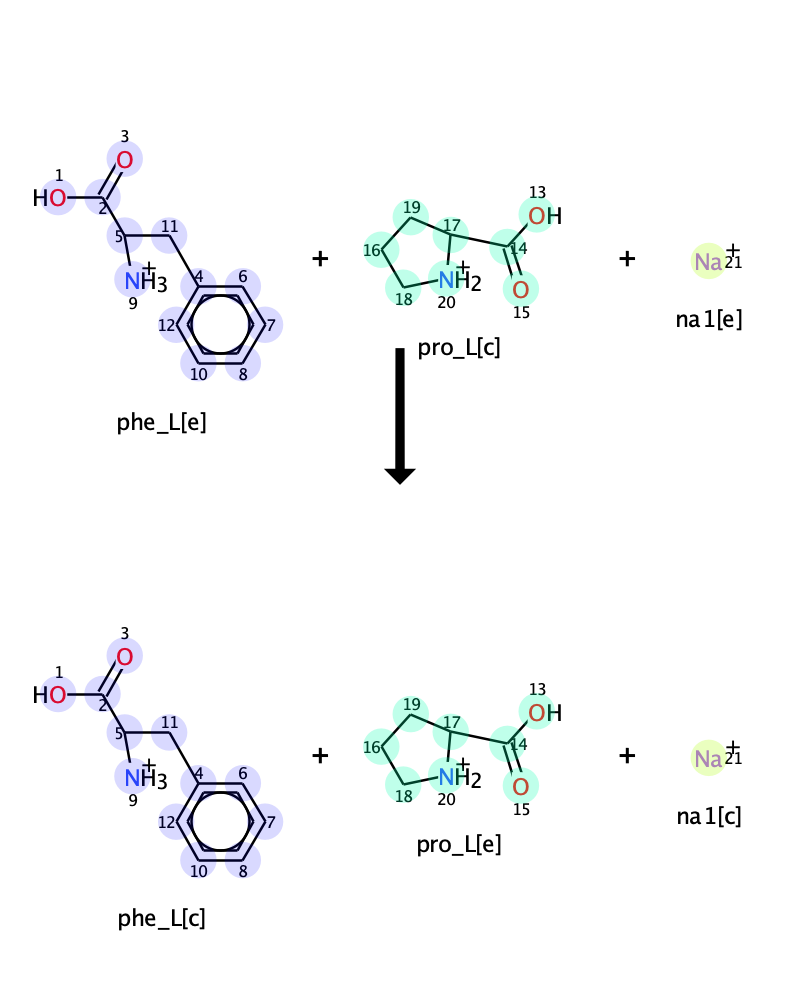 3
O
1
HO
2
5
11
NH3
+
9
4
6
12
7
10
8
phe_L[e]
+
19
13
17
OH
16
14
18
NH2
+
20
O
15
pro_L[c]
+
Na
+
21
na1[e]
3
O
1
HO
2
5
11
NH3
+
9
4
6
12
7
10
8
phe_L[c]
+
19
13
17
OH
16
14
18
NH2
+
20
O
15
pro_L[e]
+
Na
+
21
na1[c]